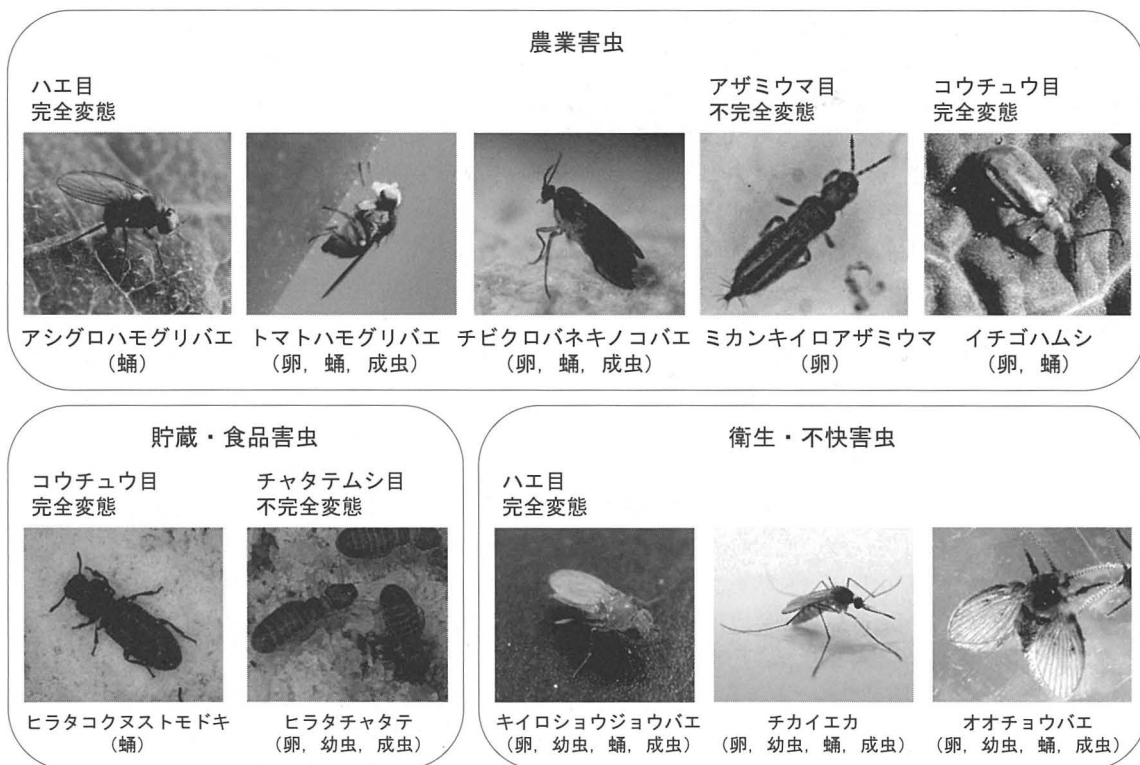 農業害虫
ハエ目
完全変態
アザミウマ目
不完全変態
コウチュウ目
完全変態
アシグロハモグリバエ
(蛹)
トマトハモグリバエ
(卵, 蛹, 成虫)
チビクロバネキノコバエ
(卵, 蛹, 成虫)
ミカンキイロアザミウマ
(卵)
イチゴハムシ
(卵, 蛹)
貯蔵・食品害虫
コウチュウ目
完全変態
チャタテムシ目
不完全変態
ヒラタコクヌストモドキ
(蛹)
ヒラタチャタテ
(卵, 幼虫, 成虫)
衛生・不快害虫
ハエ目
完全変態
キイロショウジョウバエ
(卵, 幼虫, 蛹, 成虫)
チカイエカ
(卵, 幼虫, 蛹, 成虫)
オオチョウバエ
(卵, 幼虫, 蛹, 成虫)